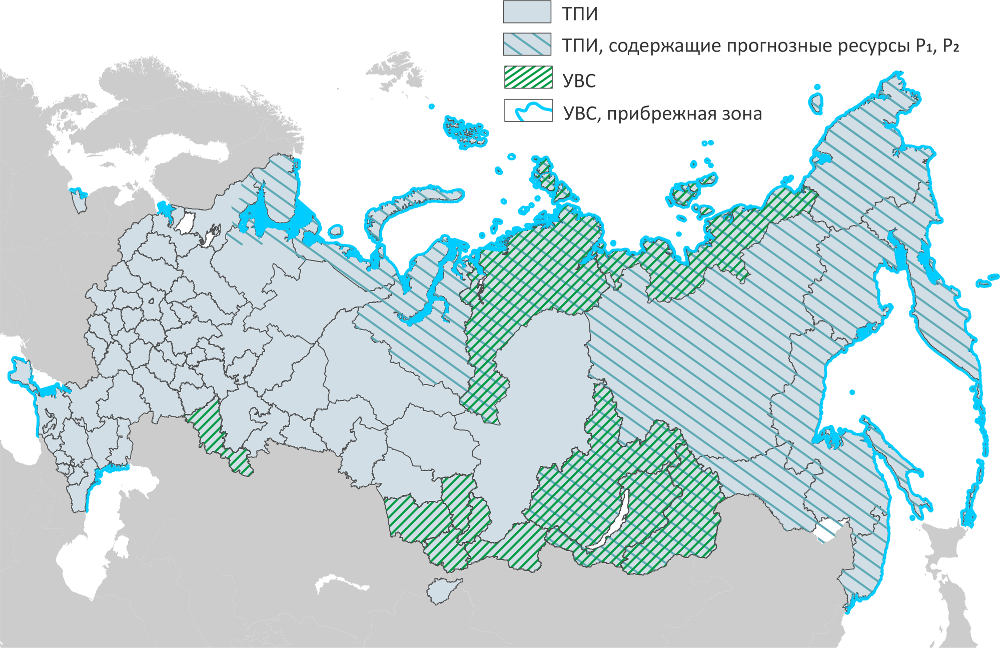 ТПИ
ТПИ, содержащие прогнозные ресурсы Р₁, Р₂
УВС
УВС, прибрежная зона